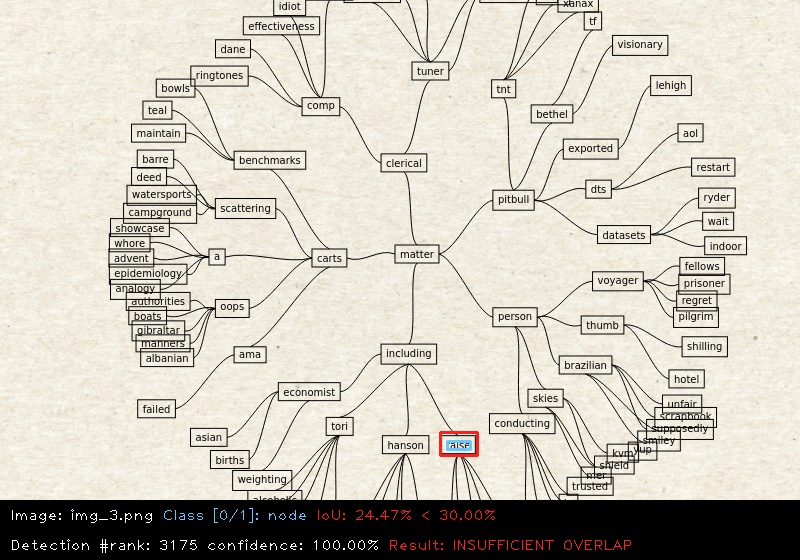 idiot
xanax
tf
effectiveness
visionary
dane
tuner
ringtones
tnt
lehigh
bowls
comp
teal
bethel
maintain
aol
exported
barre
benchmarks
clerical
restart
deed
dts
watersports
pitbull
ryder
campground
scattering
wait
showcase
datasets
whore
indoor
advent
a
carts
matter
fellows
epidemiology
voyager
prisoner
analogy
regret
authorities
oops
boats
person
pilgrim
gibraltar
thumb
manners
shilling
albanian
ama
including
brazilian
hotel
economist
skies
failed
unfair
scrapbook
tori
conducting
supposedly
asian
hanson
smiley
yup
births
kvm
shield
weighting
mer
trusted
Image: img_3.png Class [0/1]: node IoU: 24.47% < 30.00%
Detection #rank: 3175 confidence: 100.00% Result: INSUFFICIENT OVERLAP